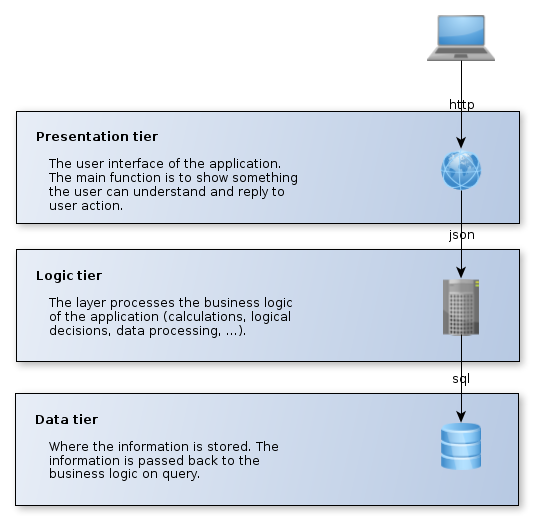 http
Presentation tier
The user interface of the application.
The main function is to show something
the user can understand and reply to
user action.
json
Logic tier
The layer processes the business logic
of the application (calculations, logical
decisions, data processing, ...).
sql
Data tier
Where the information is stored. The
information is passed back to the
business logic on query.